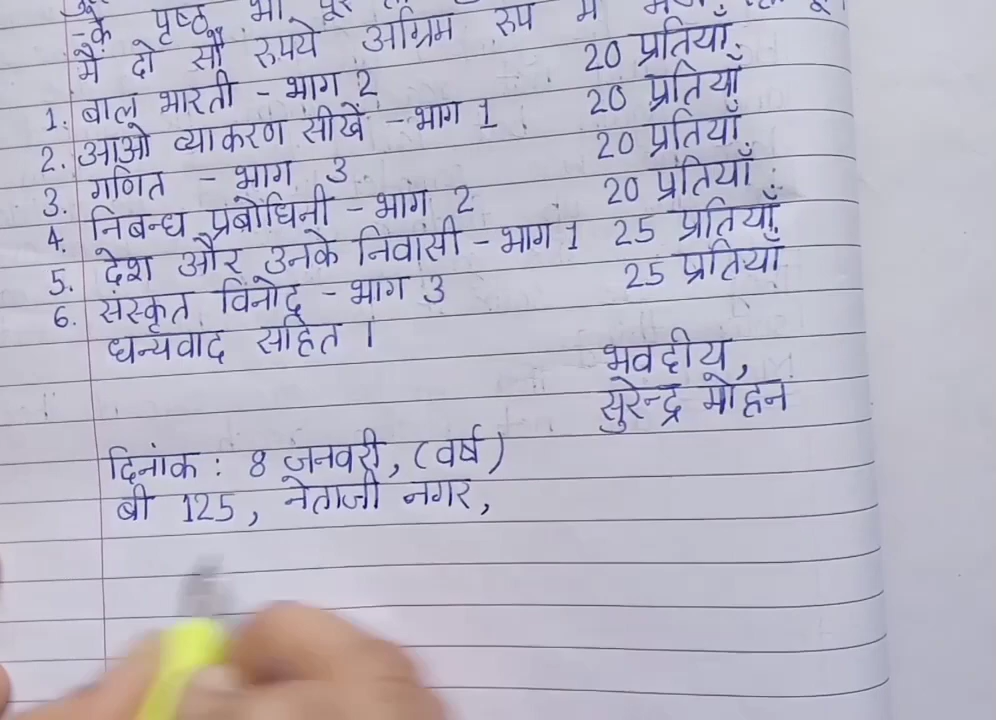 -के पृष्ठ भी
मैं दो सौ रुपये अग्रिम रूप में
1. बाल भारती - भाग 2 20 प्रतियाँ.
2. आओ व्याकरण सीखें - भाग 1. 20 प्रतियाँ
3. गणित - भाग 3. 20 प्रतियाँ.
4. निबन्ध प्रबोधिनी - भाग 2 20 प्रतियाँ.
5. देश और उनके निवासी - भाग 1 25 प्रतियाँ.
6. संस्कृत विनोद - भाग 3 25 प्रतियाँ
धन्यवाद सहित ।
भवदीय,
सुरेन्द्र मोहन
दिनांक : 8 जनवरी, (वर्ष)
बी 125, नेताजी नगर,